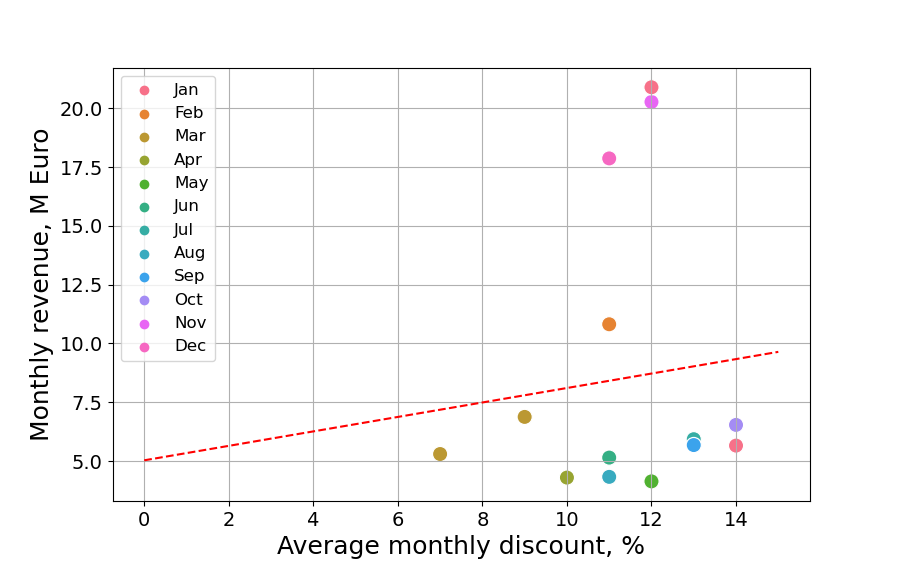 Monthly revenue, M Euro
20.0
17.5
15.0
12.5
10.0
7.5
5.0
Jan
Feb
Mar
Apr
May
Jun
Jul
Aug
Sep
Oct
Nov
Dec
0 2 4 6 8 10 12 14
Average monthly discount, %